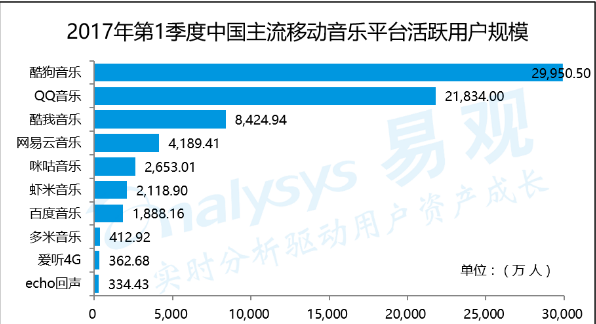 2017年第1季度中国主流移动音乐平台活跃用户规模
酷狗音乐 29,950.50
QQ音乐 21,834.00
酷我音乐 8,424.94
网易云音乐 4,189.41
咪咕音乐 2,653.01
虾米音乐 2,118.90
百度音乐 1,888.16
多米音乐 412.92
爱听4G 362.68
echo回声 334.43
单位：（万人）
0 5,000 10,000 15,000 20,000 25,000 30,000
analysys 易观
实时分析驱动用户资产成长